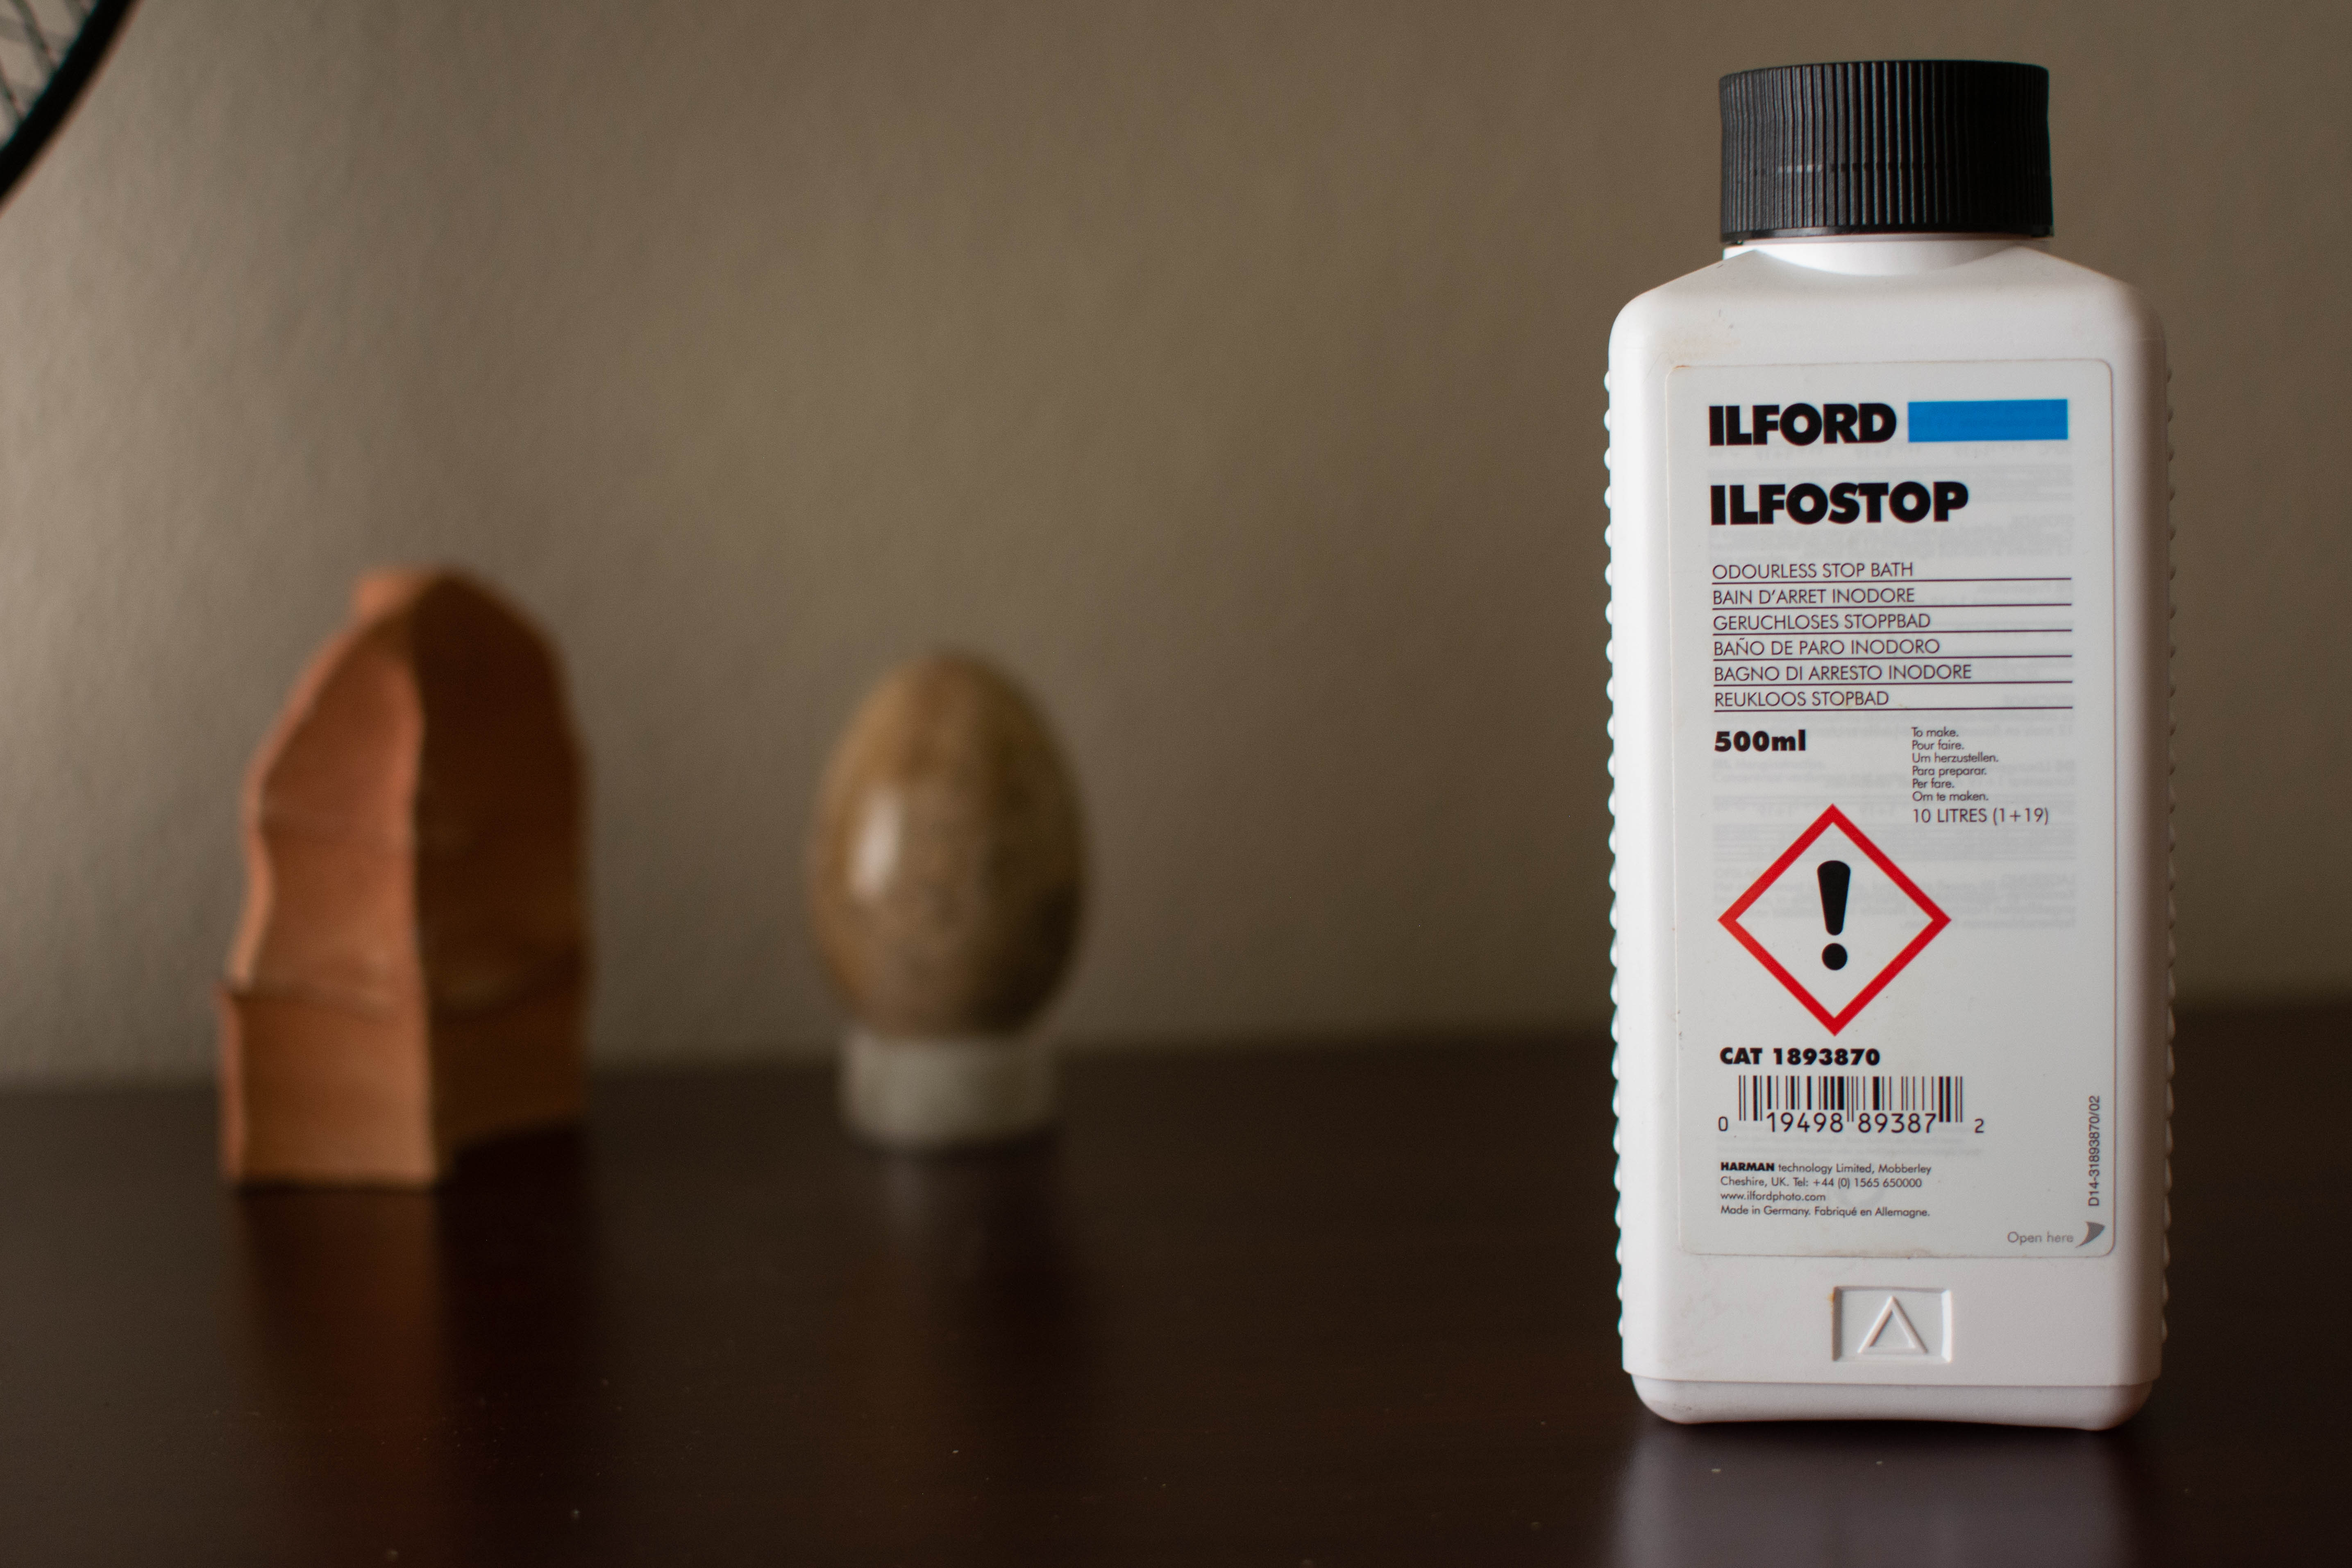 ILFORD
ILFOSTOP
ODOURLESS STOP BATH
BAIN D'ARRET INODORE
GERUCHLOSES STOPPBAD
BAÑO DE PARO INODORO
BAGNO DI ARRESTO INODORE
REUKLOOS STOPBAD
500ml
To make.
Pour faire.
Um herzustellen.
Para preparar.
Per fare.
Om te maken.
10 LITRES (1+19)
CAT 1893870
0 19498 89387 2
HARMAN technology Limited, Mobberley
Cheshire, UK. Tel: +44 (0) 1565 650000
www.ilfordphoto.com
Made in Germany. Fabriqué en Allemagne.
D14-31893870/02
Open here